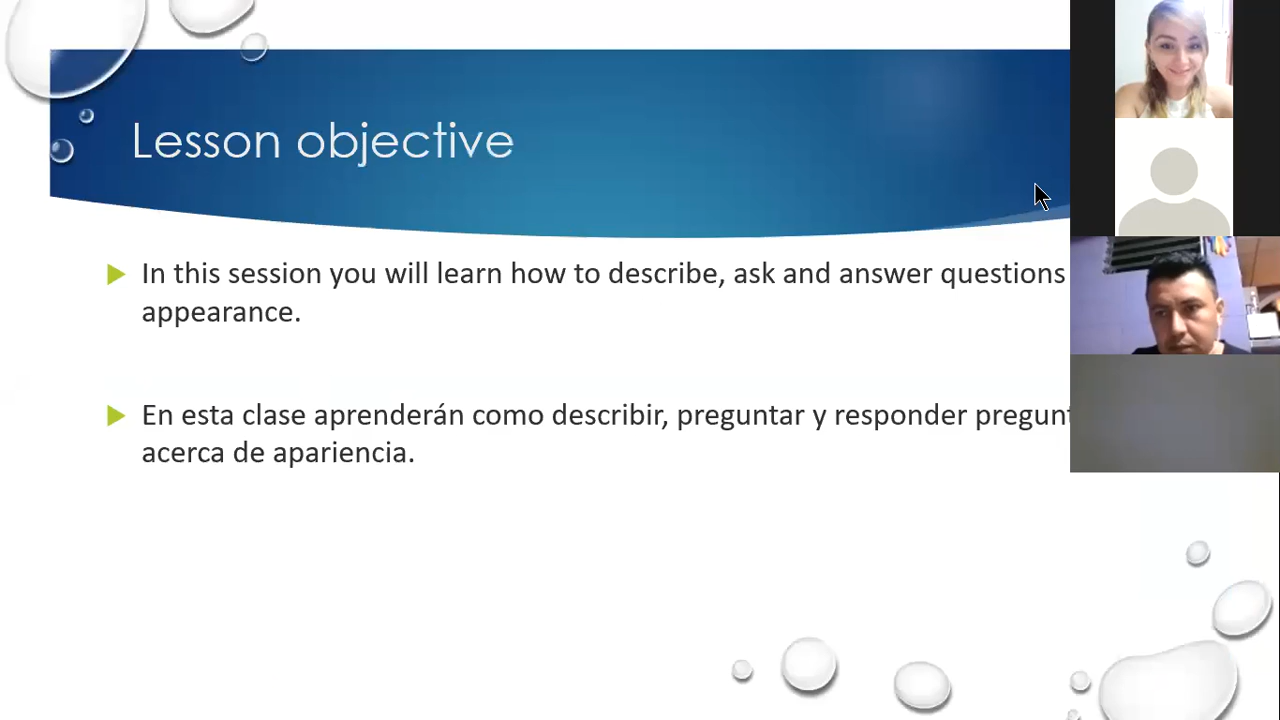 Lesson objective
In this session you will learn how to describe, ask and answer questions
appearance.
En esta clase aprenderán como describir, preguntar y responder
acerca de apariencia.